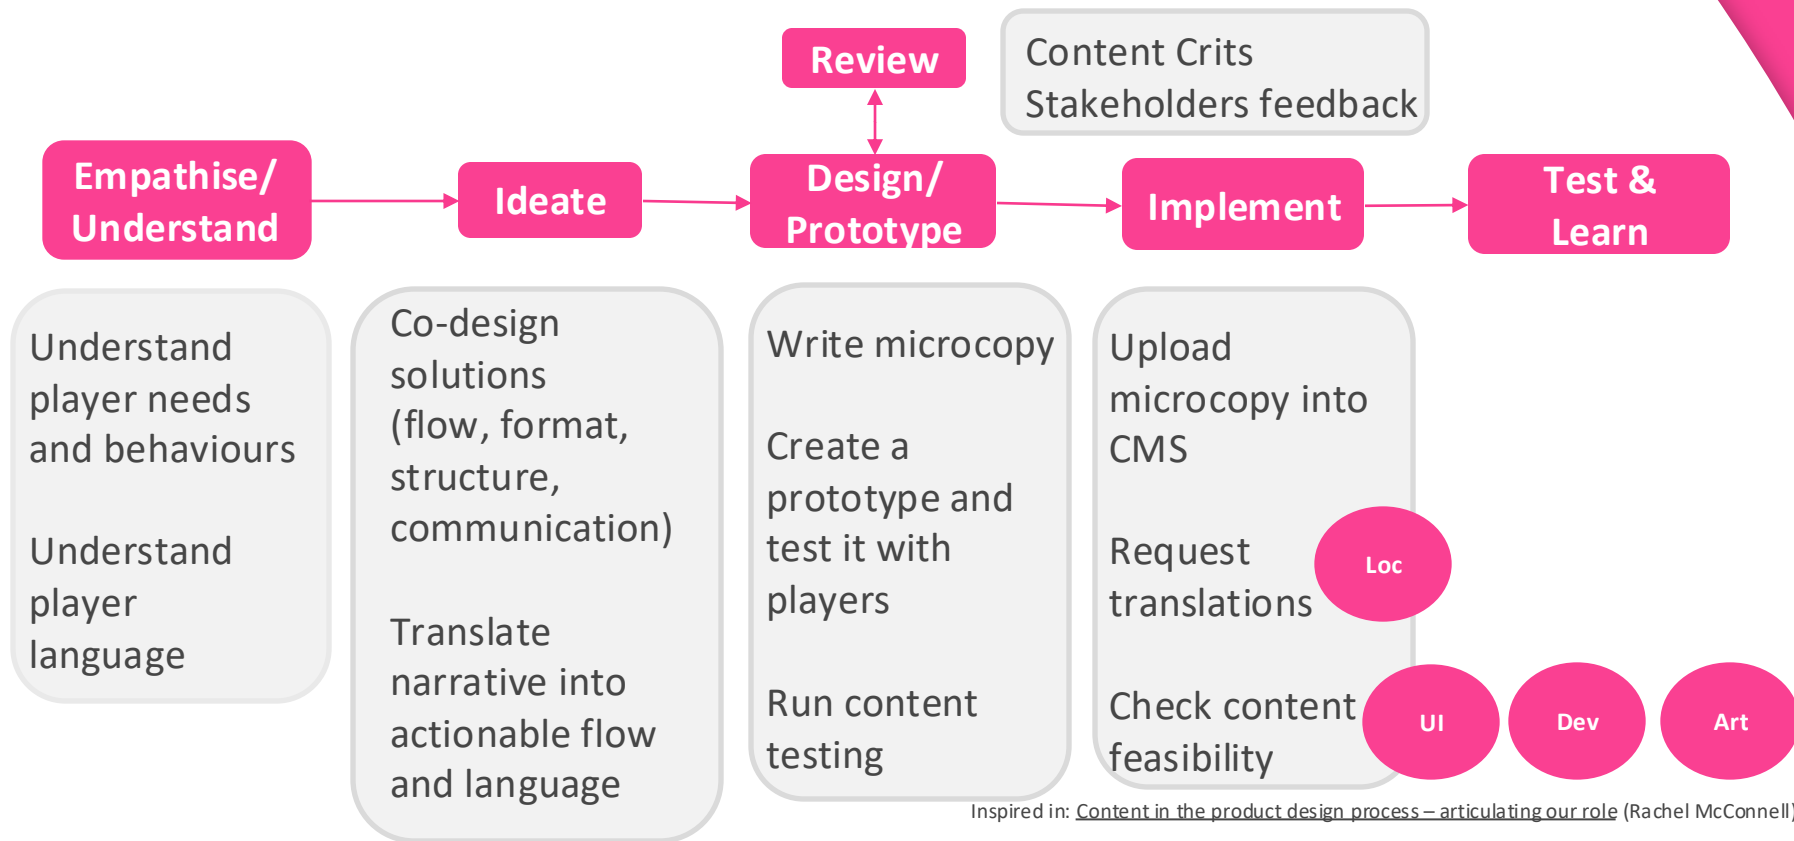 Review
Content Crits
Stakeholders feedback
Empathise/
Understand
Ideate
Design/
Prototype
Implement
Test &
Learn
Understand
player needs
and behaviours
Understand
player
language
Co-design
solutions
(flow, format,
structure,
communication)
Translate
narrative into
actionable flow
and language
Write microcopy
Create a
prototype and
test it with
players
Run content
testing
Upload
microcopy into
CMS
Request
translations
Loc
Check content
feasibility
UI
Dev
Art
Inspired in: Content in the product design process – articulating our role (Rachel McConnell)